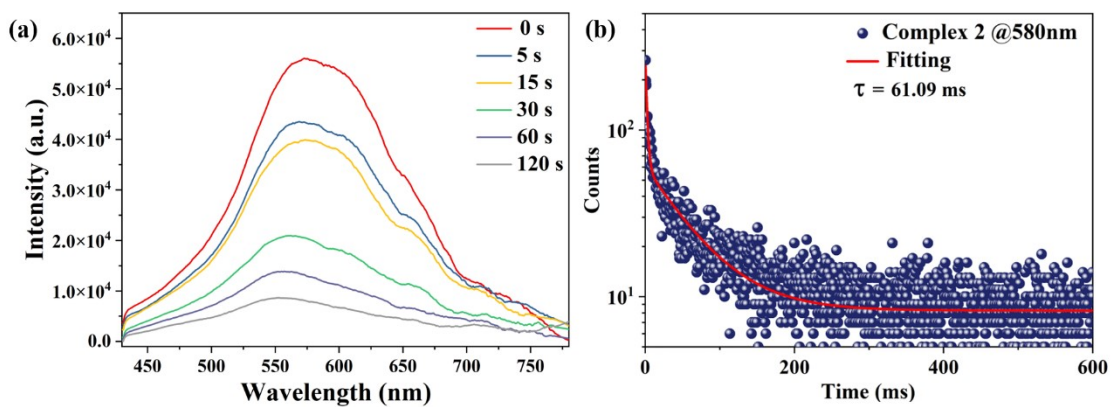 (a)
Intensity (a.u.)
6.0×10⁴
5.0×10⁴
4.0×10⁴
3.0×10⁴
2.0×10⁴
1.0×10⁴
0.0
0 s
5 s
15 s
30 s
60 s
120 s
450 500 550 600 650 700 750
Wavelength (nm)
(b)
Counts
10²
10¹
Complex 2 @580nm
Fitting
τ = 61.09 ms
0 200 400 600
Time (ms)